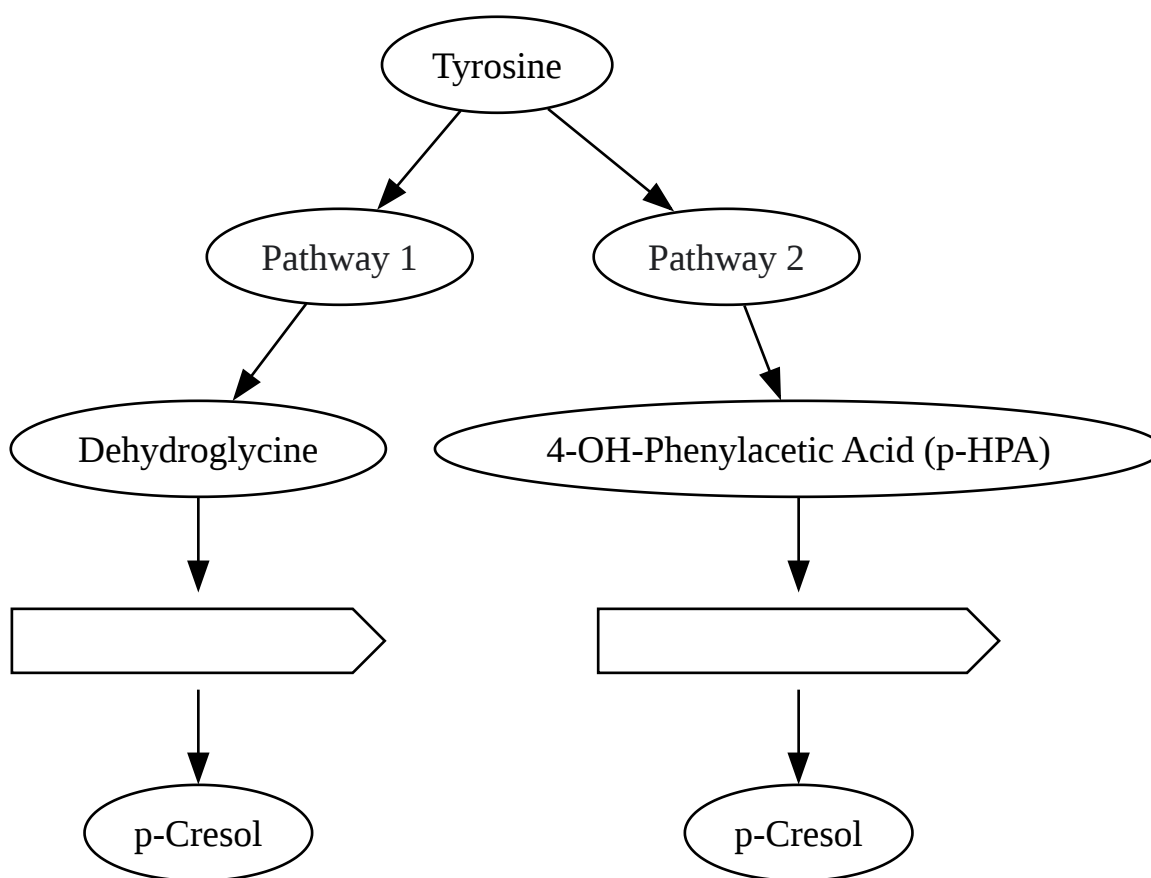 Tyrosine
Pathway 1
Pathway 2
Dehydroglycine
4-OH-Phenylacetic Acid (p-HPA)
p-Cresol
p-Cresol